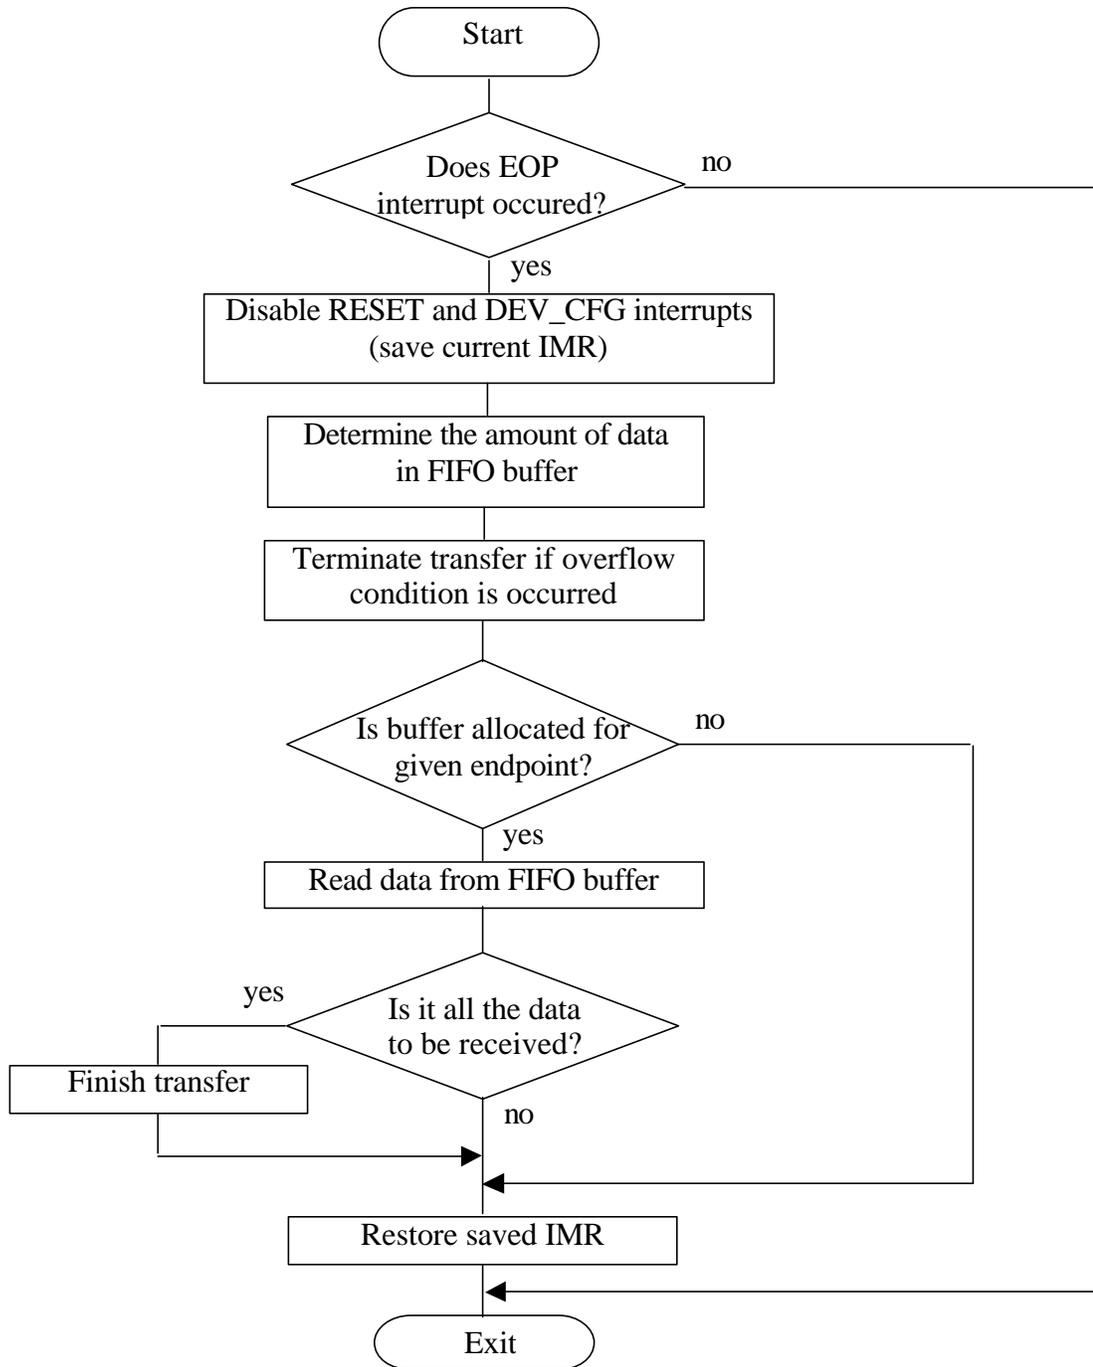 Start
Does EOP
no
interrupt occured?
yes
Disable RESET and DEV_CFG interrupts
(save current IMR)
Determine the amount of data
in FIFO buffer
Terminate transfer if overflow
condition is occurred
Is buffer allocated for
no
given endpoint?
yes
Read data from FIFO buffer
yes
Is it all the data
to be received?
Finish transfer
no
Restore saved IMR
Exit